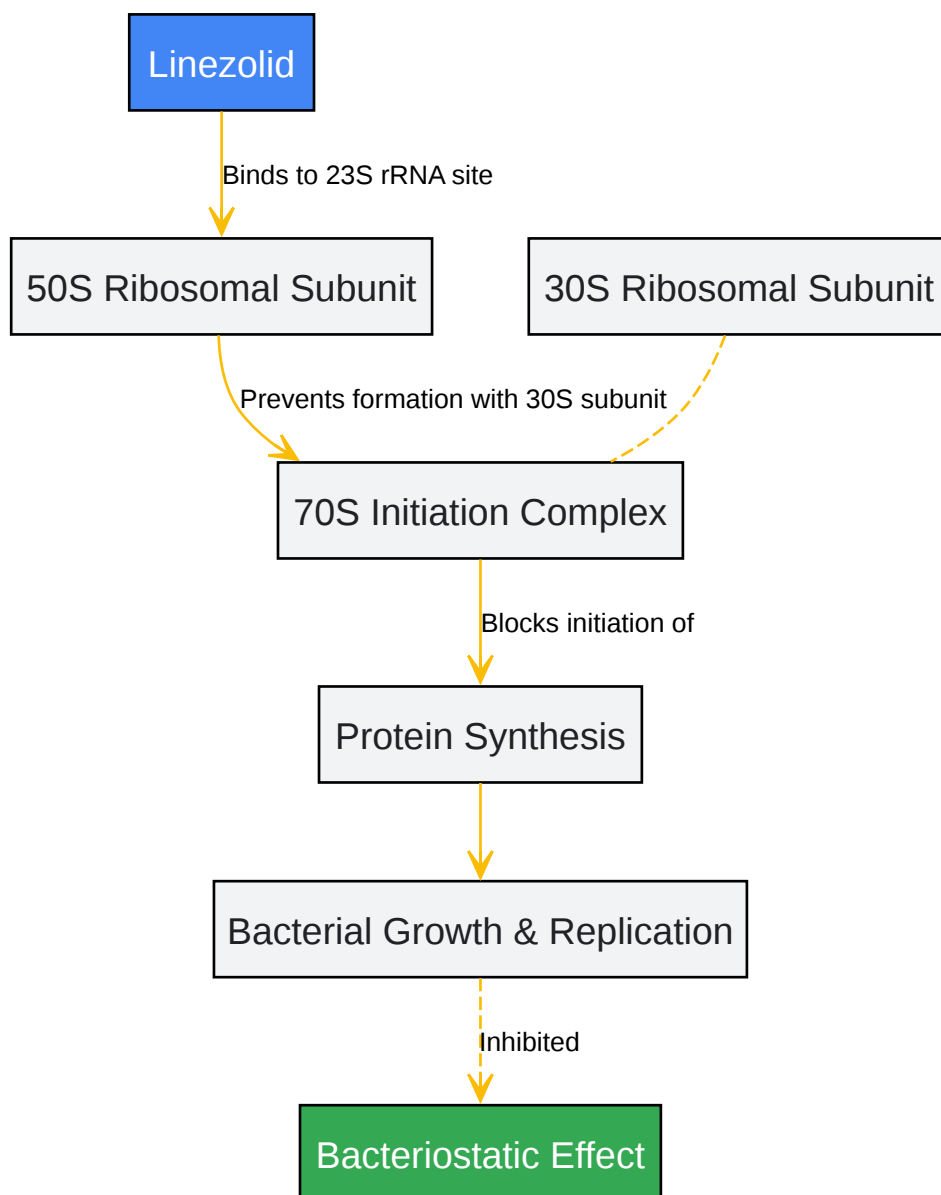 Linezolid
Binds to 23S rRNA site
50S Ribosomal Subunit
30S Ribosomal Subunit
Prevents formation with 30S subunit
70S Initiation Complex
Blocks initiation of
Protein Synthesis
Bacterial Growth & Replication
Inhibited
Bacteriostatic Effect